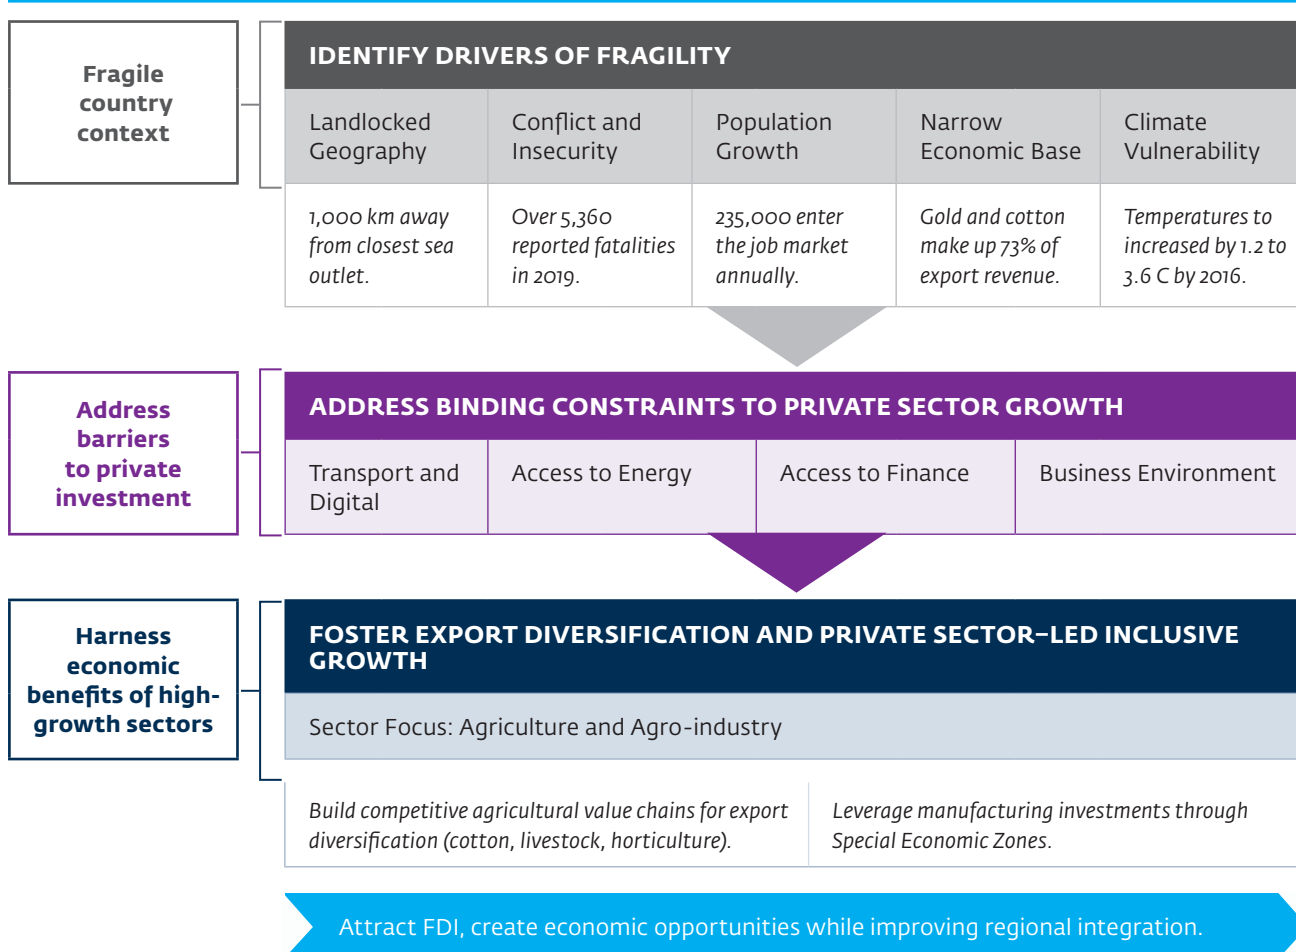 Fragile
country
context
IDENTIFY DRIVERS OF FRAGILITY
Landlocked
Geography
Conflict and
Insecurity
Population
Growth
Narrow
Economic Base
Climate
Vulnerability
1,000 km away
from closest sea
outlet.
Over 5,360
reported fatalities
in 2019.
235,000 enter
the job market
annually.
Gold and cotton
make up 73% of
export revenue.
Temperatures to
increased by 1.2 to
3.6 C by 2016.
Address
barriers
to private
investment
ADDRESS BINDING CONSTRAINTS TO PRIVATE SECTOR GROWTH
Transport and
Digital
Access to Energy
Access to Finance
Business Environment
Harness
economic
benefits of high-
growth sectors
FOSTER EXPORT DIVERSIFICATION AND PRIVATE SECTOR–LED INCLUSIVE
GROWTH
Sector Focus: Agriculture and Agro-industry
Build competitive agricultural value chains for export
diversification (cotton, livestock, horticulture).
Leverage manufacturing investments through
Special Economic Zones.
Attract FDI, create economic opportunities while improving regional integration.